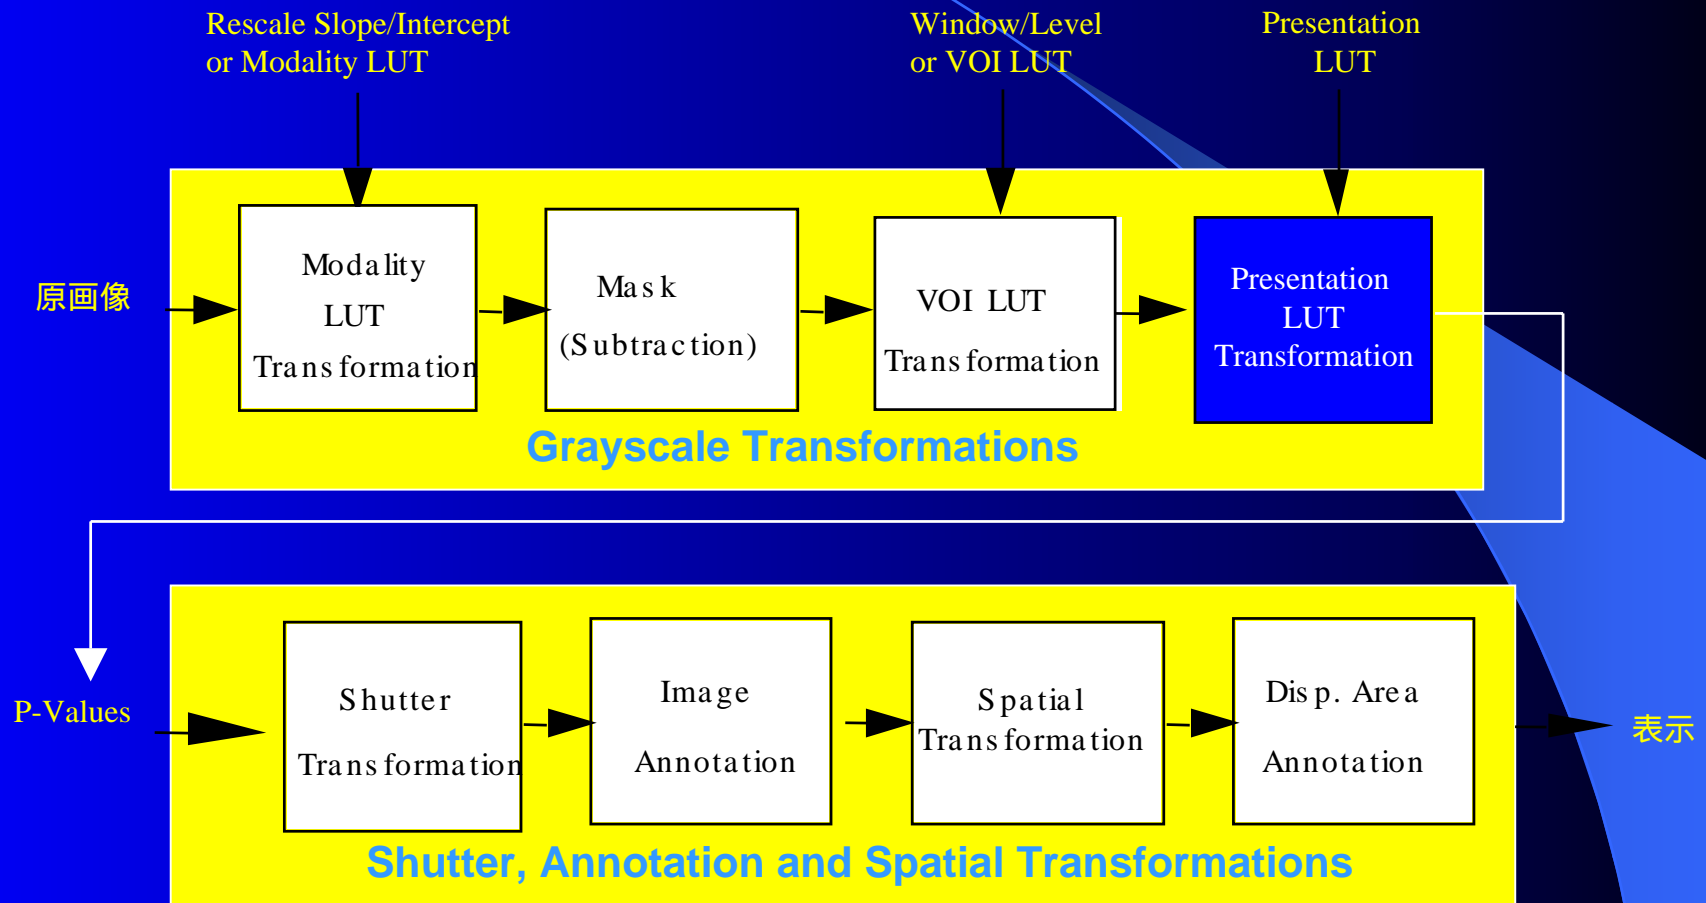 Rescale Slope/Intercept
or Modality LUT
Window/Level
or VOI LUT
Presentation
LUT
原画像
Modality
LUT
Transformation
Mask
(Subtraction)
VOI LUT
Transformation
Presentation
LUT
Transformation
Grayscale Transformations
P-Values
Shutter
Transformation
Image
Annotation
Spatial
Transformation
Disp. Area
Annotation
表示
Shutter, Annotation and Spatial Transformations